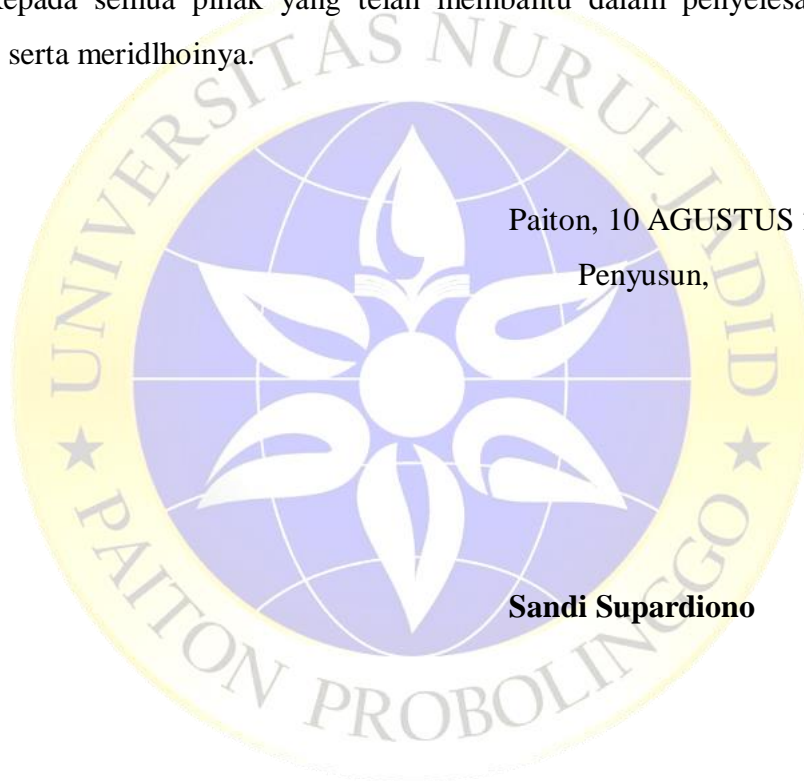 kepada semua pihak yang telah membantu dalam penyelesa
serta meridlhoinya.
Paiton, 10 AGUSTUS
Penyusun,
Sandi Supardiono
UNIVERSITAS NURUL JADID
PAITON PROBOLINGGO